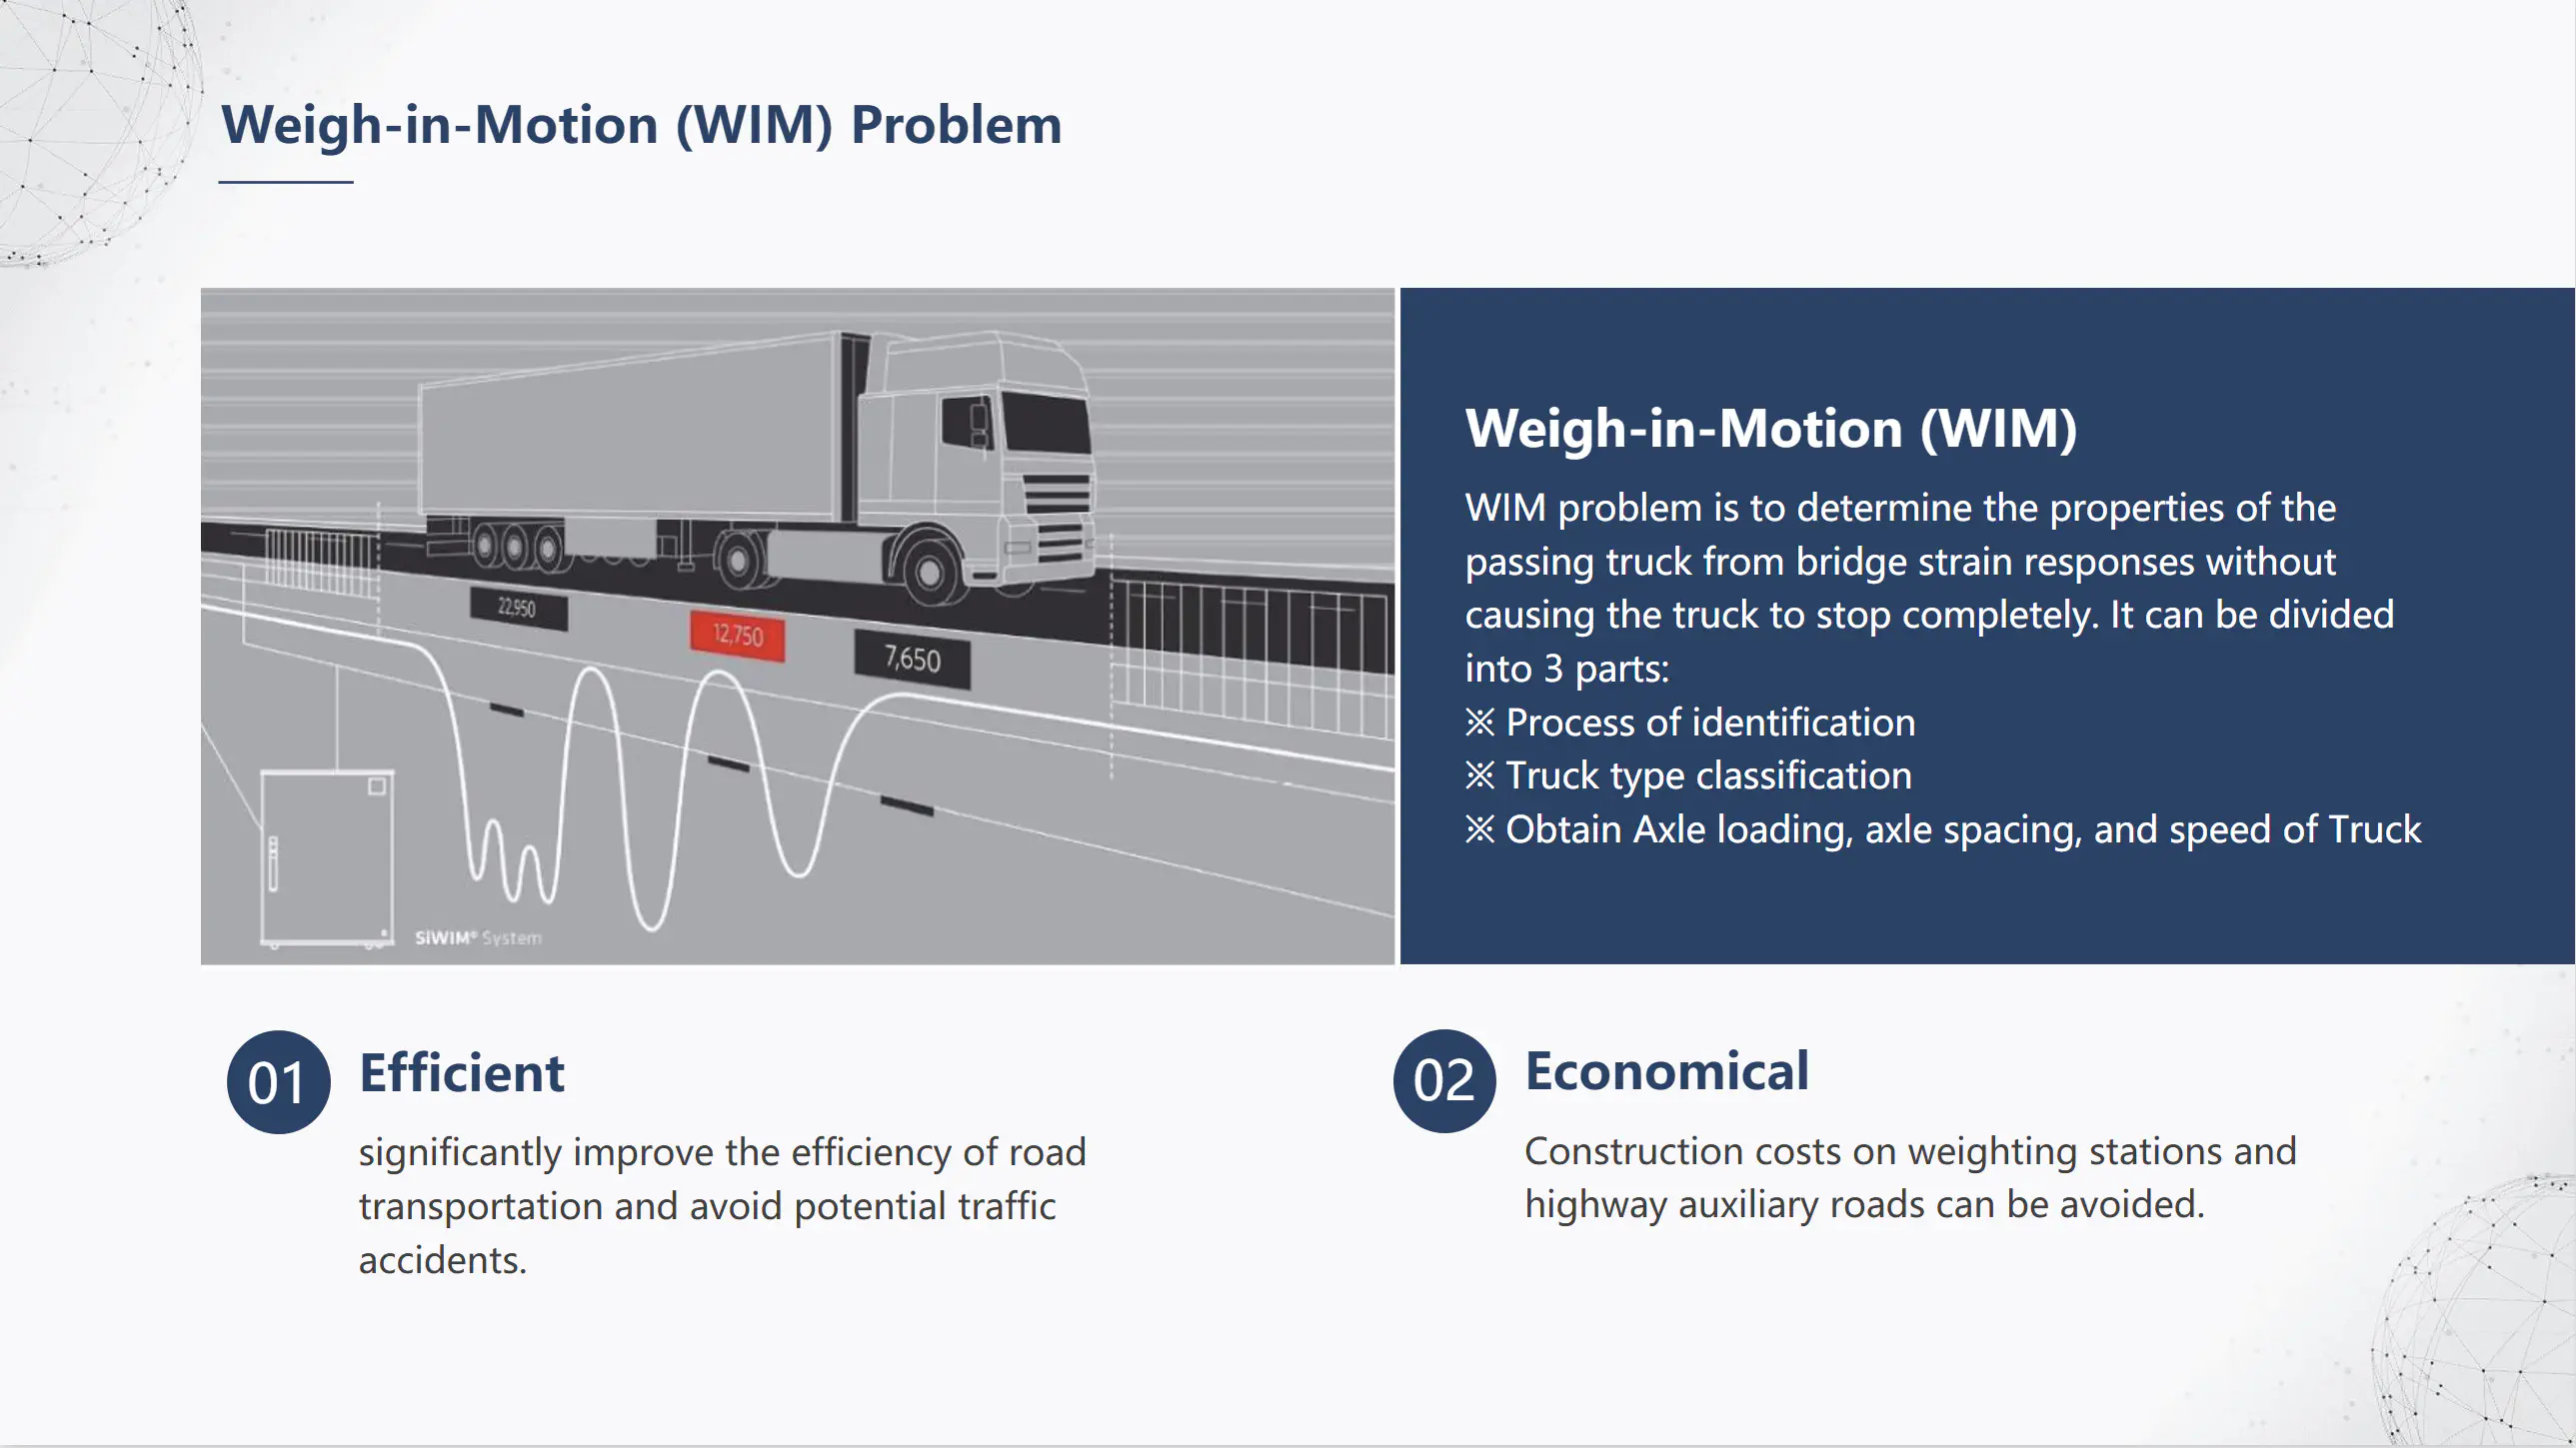 Weigh-in-Motion (WIM) Problem
22,950
12,750
7,650
SiWIM® System
Weigh-in-Motion (WIM)
WIM problem is to determine the properties of the
passing truck from bridge strain responses without
causing the truck to stop completely. It can be divided
into 3 parts:
※ Process of identification
※ Truck type classification
※ Obtain Axle loading, axle spacing, and speed of Truck
01 Efficient
significantly improve the efficiency of road
transportation and avoid potential traffic
accidents.
02 Economical
Construction costs on weighting stations and
highway auxiliary roads can be avoided.